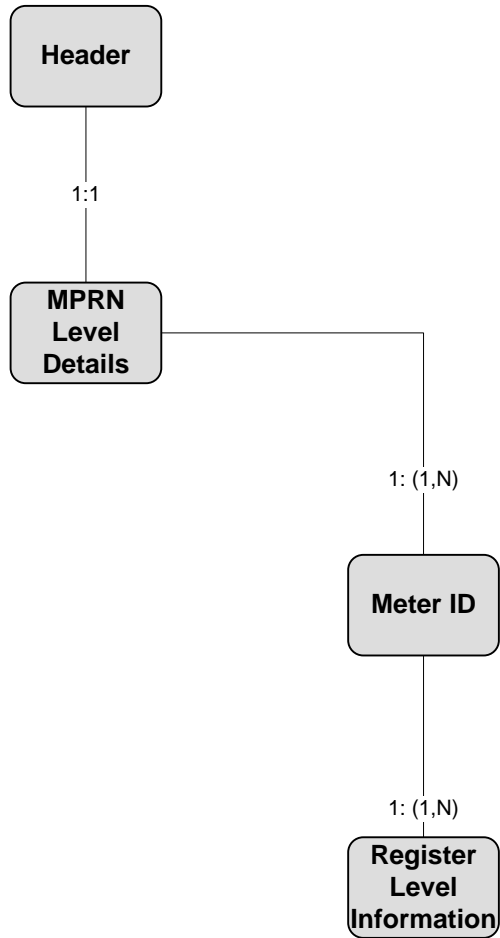 Header
1:1
MPRN
Level
Details
1: (1,N)
Meter ID
1: (1,N)
Register
Level
Information